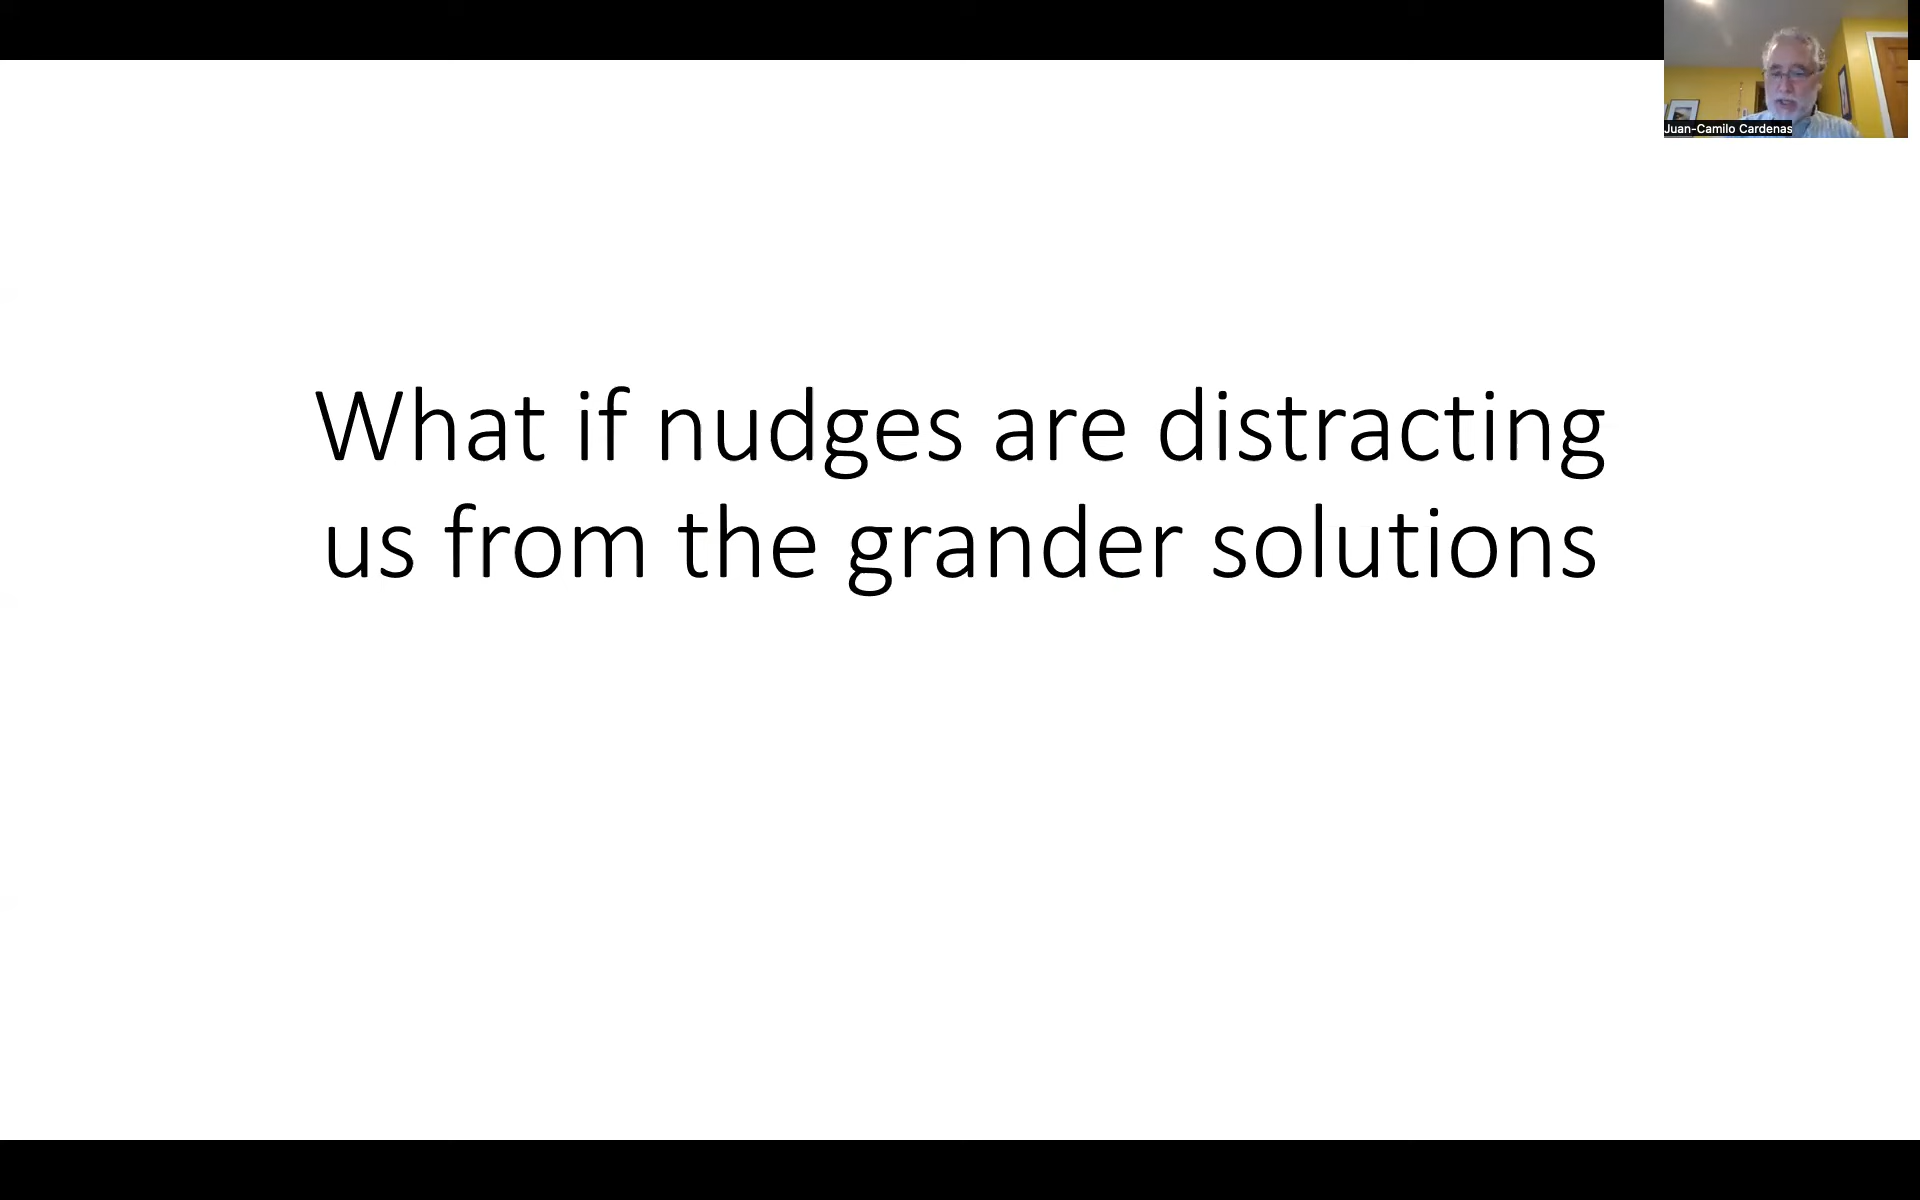 Juan-Camilo Cardenas
What if nudges are distracting
us from the grander solutions